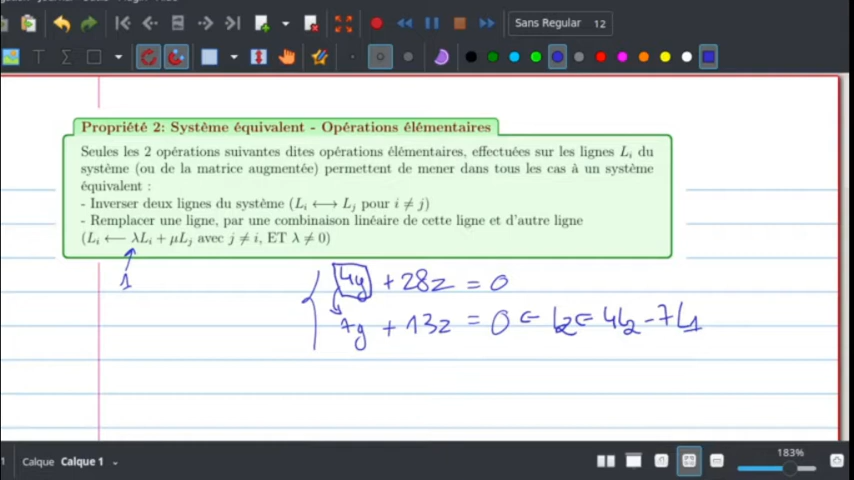 Sans Regular 12
Propriété 2: Système équivalent - Opérations élémentaires
Seules les 2 opérations suivantes dites opérations élémentaires, effectuées sur les lignes Lᵢ du
système (ou de la matrice augmentée) permettent de mener dans tous les cas à un système
équivalent :
- Inverser deux lignes du système (Lᵢ ⟷ Lⱼ pour i ≠ j)
- Remplacer une ligne, par une combinaison linéaire de cette ligne et d'autre ligne
(Lᵢ ⟵ λLᵢ + μLⱼ avec j ≠ i, ET λ ≠ 0)
1
4y + 28z = 0
7y + 13z = 0 ← L₂ ← 4L₂ - 7L₁
183%
1 Calque Calque 1